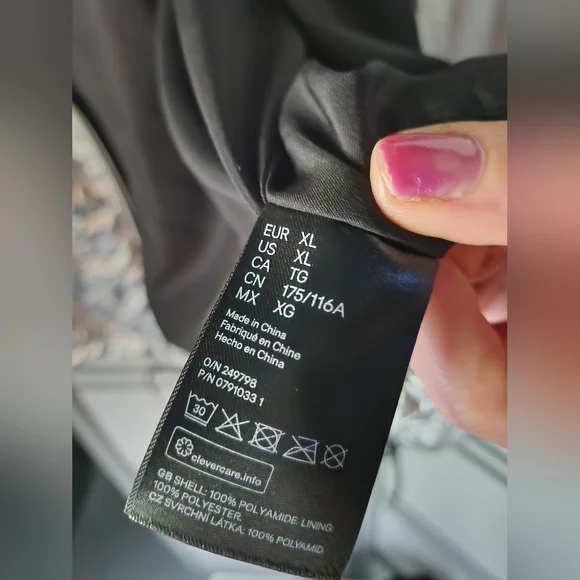 EUR XL
US XL
CA TG
CN 175/116A
MX XG
Made in China
Fabriqué en Chine
Hecho en China
O/N 249798
P/N 0791033 1
30
clevercare.info
GB SHELL: 100% POLYAMIDE LINING:
100% POLYESTER.
CZ SVRCHNÍ LÁTKA: 100% POLYAMID.